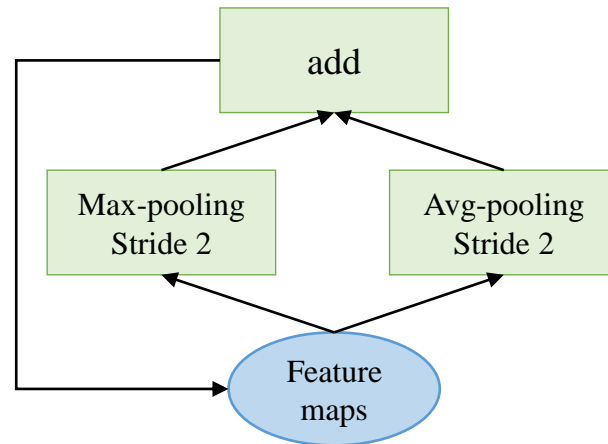 add
Max-pooling
Stride 2
Avg-pooling
Stride 2
Feature
maps